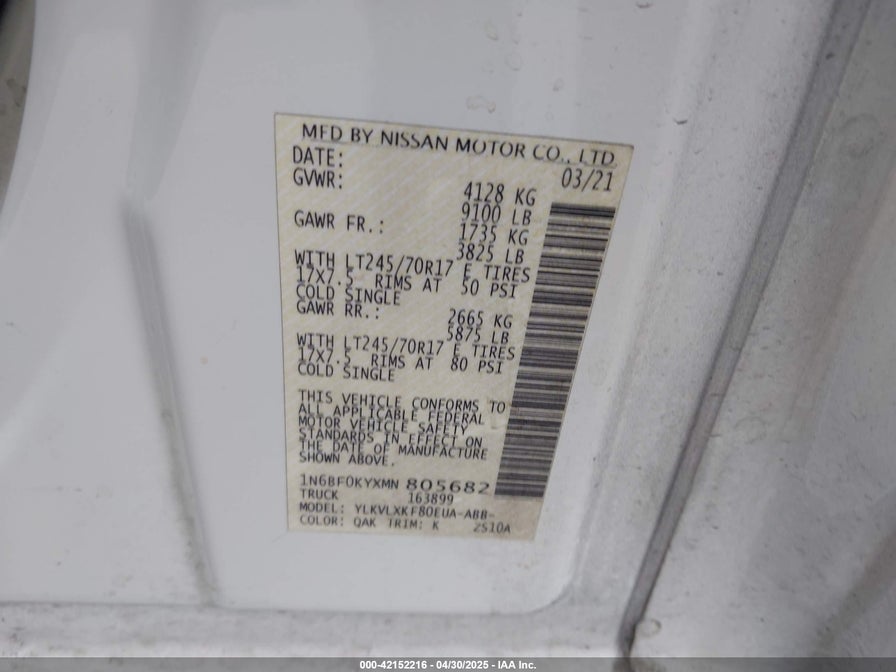 MFD BY NISSAN MOTOR CO., LTD.
DATE: 03/21
GVWR: 4128 KG
9100 LB
GAWR FR.: 1735 KG
3825 LB
WITH LT245/70R17 E TIRES
17X7.5 RIMS AT 50 PSI
COLD SINGLE
GAWR RR.: 2665 KG
5875 LB
WITH LT245/70R17 E TIRES
17X7.5 RIMS AT 80 PSI
COLD SINGLE
THIS VEHICLE CONFORMS TO
ALL APPLICABLE FEDERAL
MOTOR VEHICLE SAFETY
STANDARDS IN EFFECT ON
THE DATE OF MANUFACTURE
SHOWN ABOVE.
1N6BF0KYXMN805682
TRUCK 163899
MODEL: YLKVLXKF80EUA-ABB-
COLOR: QAK TRIM: K 2S10A
000-42152216 - 04/30/2025 - IAA Inc.